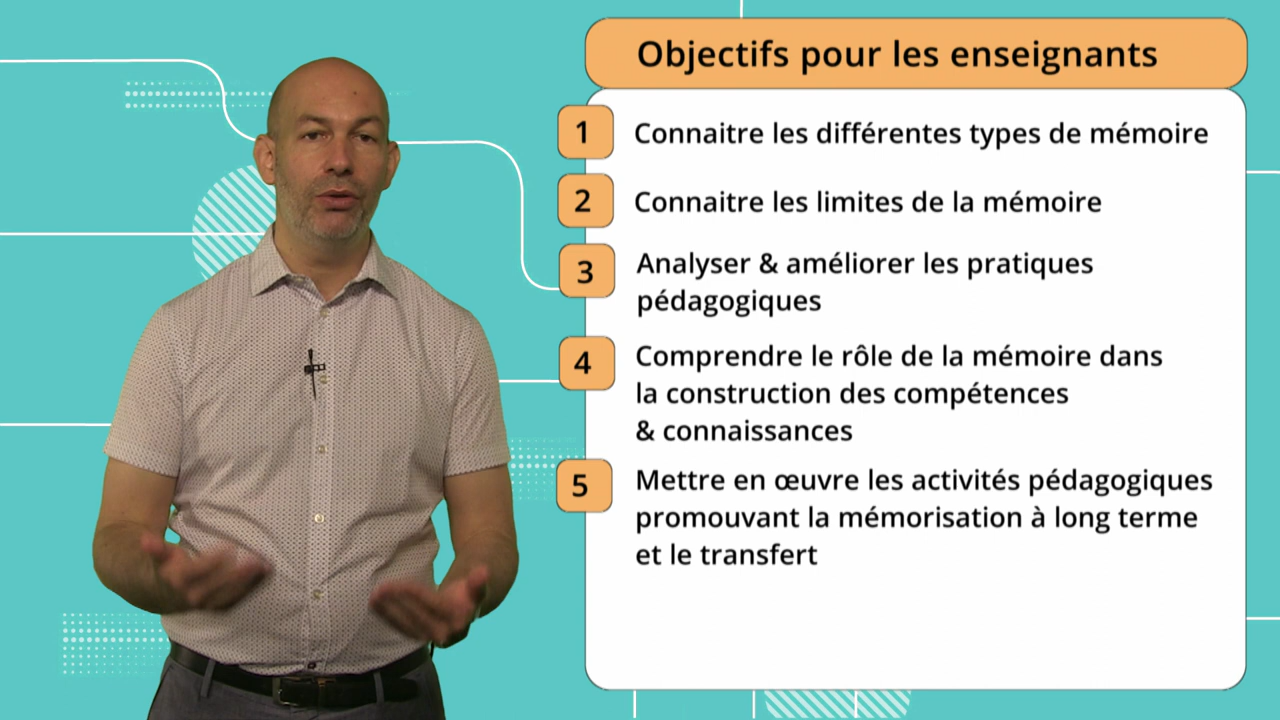 Objectifs pour les enseignants
1 Connaitre les différentes types de mémoire
2 Connaitre les limites de la mémoire
3 Analyser & améliorer les pratiques
pédagogiques
4 Comprendre le rôle de la mémoire dans
la construction des compétences
& connaissances
5 Mettre en œuvre les activités pédagogiques
promouvant la mémorisation à long terme
et le transfert